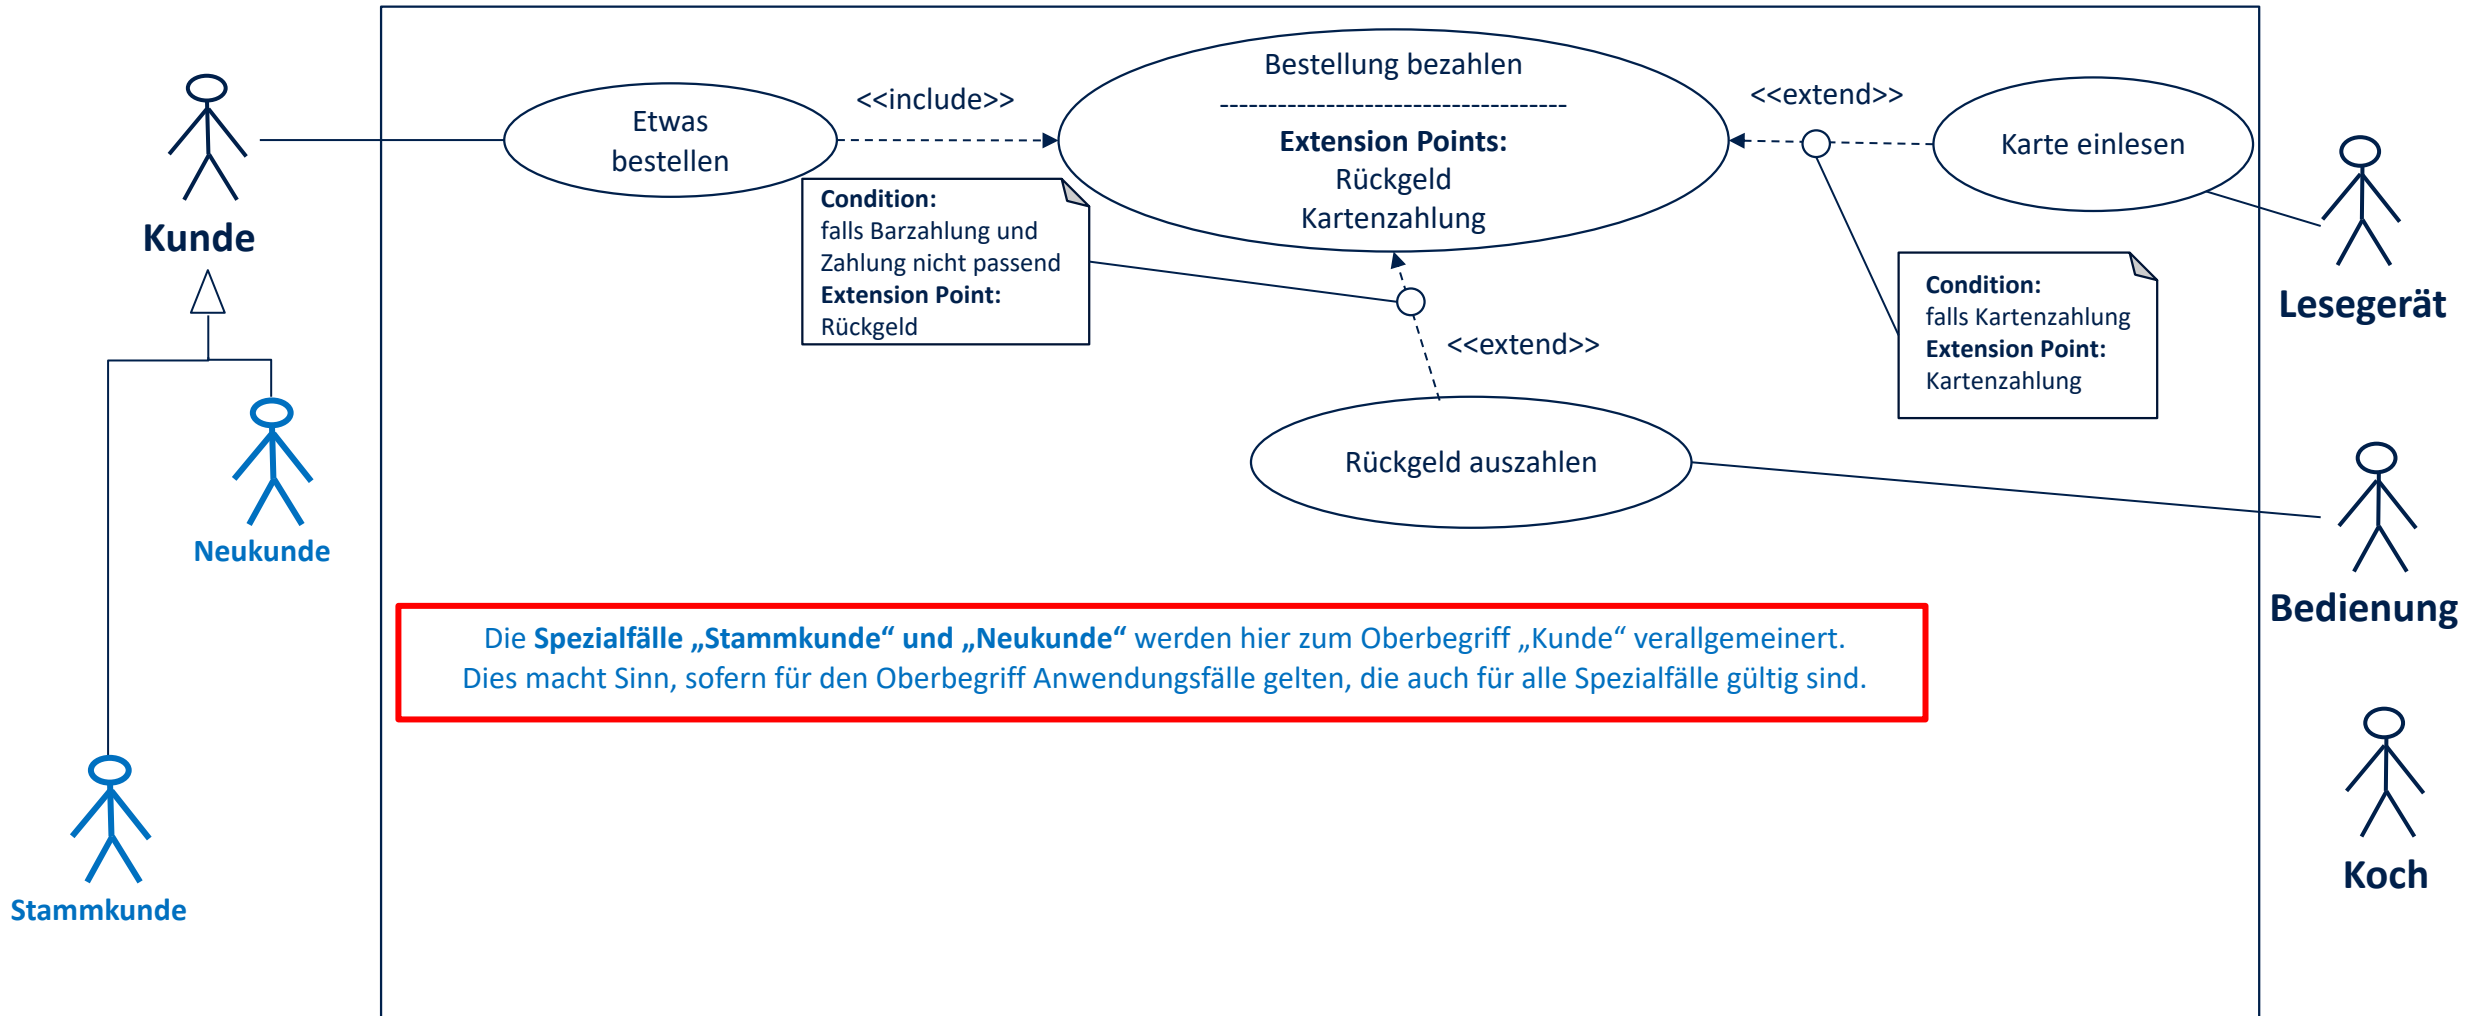 Kunde
Neukunde
Stammkunde
Etwas
bestellen
<<include>>
Bestellung bezahlen
------------------------------------
Extension Points:
Rückgeld
Kartenzahlung
<<extend>>
Karte einlesen
Condition:
falls Barzahlung und
Zahlung nicht passend
Extension Point:
Rückgeld
<<extend>>
Condition:
falls Kartenzahlung
Extension Point:
Kartenzahlung
Rückgeld auszahlen
Lesegerät
Bedienung
Koch
Die Spezialfälle „Stammkunde“ und „Neukunde“ werden hier zum Oberbegriff „Kunde“ verallgemeinert.
Dies macht Sinn, sofern für den Oberbegriff Anwendungsfälle gelten, die auch für alle Spezialfälle gültig sind.